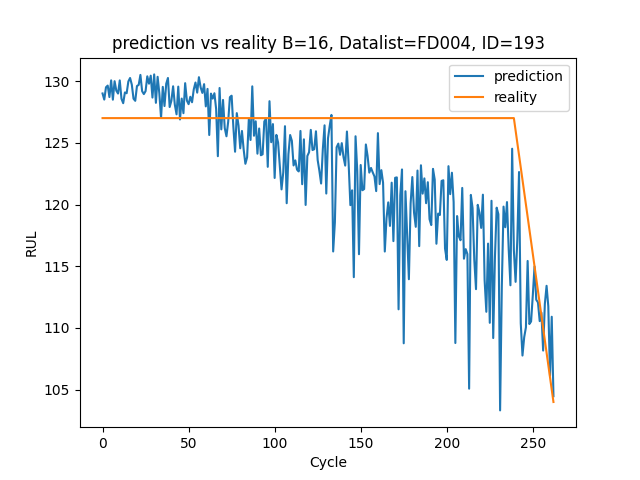 prediction vs reality B=16, Datalist=FD004, ID=193
prediction
reality
RUL
130
125
120
115
110
105
0 50 100 150 200 250
Cycle